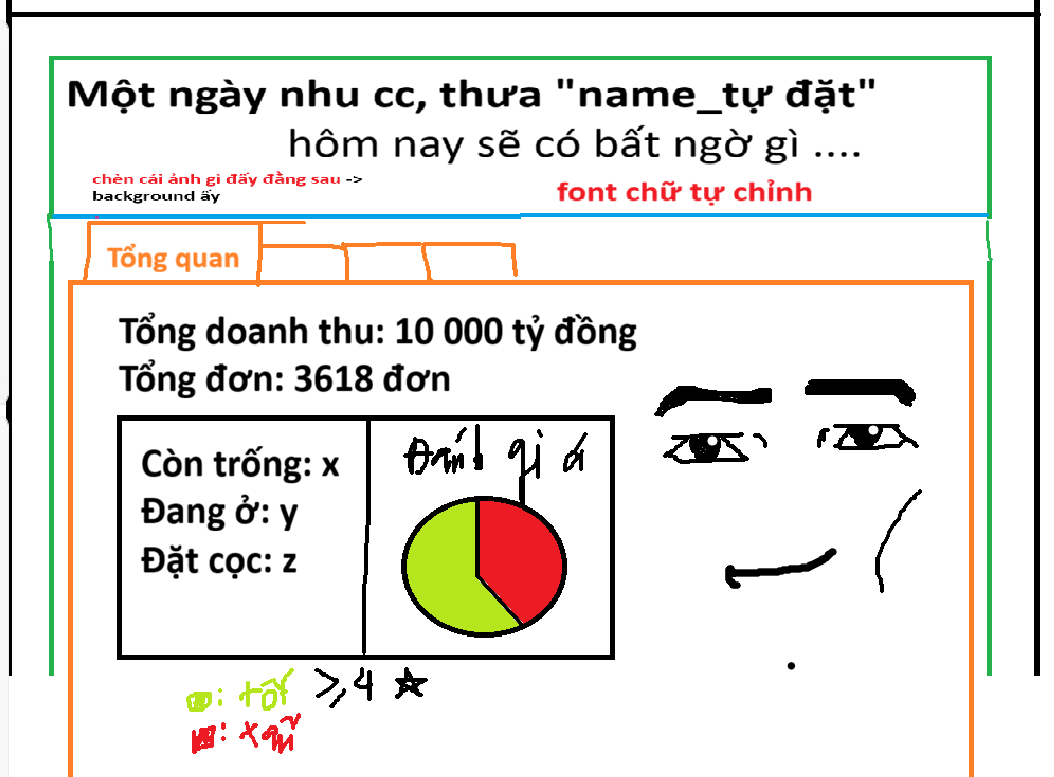 Một ngày nhu cc, thưa "name_tự đặt"
hôm nay sẽ có bất ngờ gì ....
chèn cái ảnh gì đấy đằng sau ->
background ấy
font chữ tự chỉnh
Tổng quan
Tổng doanh thu: 10 000 tỷ đồng
Tổng đơn: 3618 đơn
Còn trống: x
Đang ở: y
Đặt cọc: z
Đánh giá
: tốt ≥ 4 ☆
: xấu